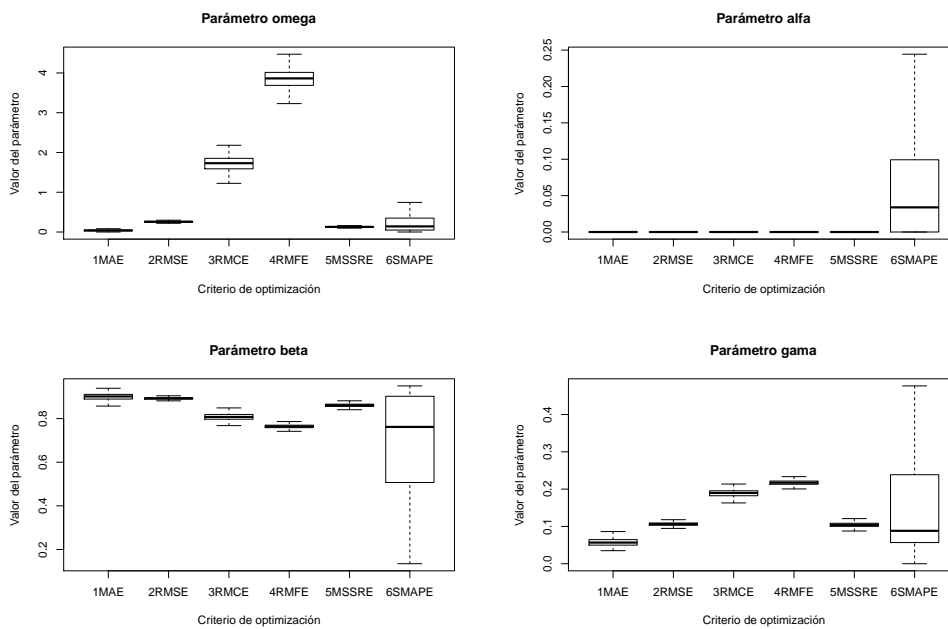 Parámetro omega
Valor del parámetro
4
3
2
1
0
1MAE 2RMSE 3RMCE 4RMFE 5MSSRE 6SMAPE
Criterio de optimización
Parámetro alfa
Valor del parámetro
0.25
0.20
0.15
0.10
0.05
0.00
1MAE 2RMSE 3RMCE 4RMFE 5MSSRE 6SMAPE
Criterio de optimización
Parámetro beta
Valor del parámetro
0.8
0.6
0.4
0.2
1MAE 2RMSE 3RMCE 4RMFE 5MSSRE 6SMAPE
Criterio de optimización
Parámetro gama
Valor del parámetro
0.4
0.3
0.2
0.1
0.0
1MAE 2RMSE 3RMCE 4RMFE 5MSSRE 6SMAPE
Criterio de optimización